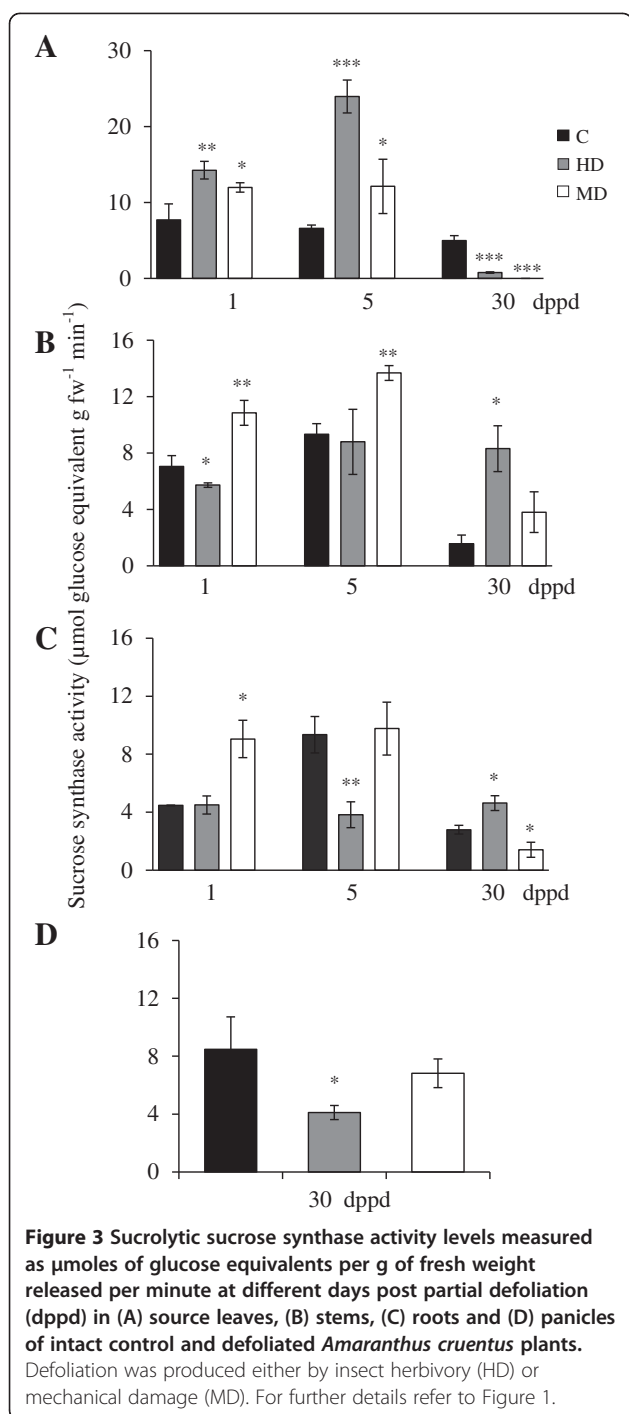 A
30
20
10
0
***
**
*
*
***
***
C
HD
MD
1 5 30 dppd
Sucrose synthase activity (µmol glucose equivalent g fw-1 min-1)
B
16
12
8
4
0
**
*
**
*
1 5 30 dppd
C
16
12
8
4
0
*
**
*
*
1 5 30 dppd
D
16
12
8
4
0
*
30 dppd
Figure 3 Sucrolytic sucrose synthase activity levels measured
as µmoles of glucose equivalents per g of fresh weight
released per minute at different days post partial defoliation
(dppd) in (A) source leaves, (B) stems, (C) roots and (D) panicles
of intact control and defoliated Amaranthus cruentus plants.
Defoliation was produced either by insect herbivory (HD) or
mechanical damage (MD). For further details refer to Figure 1.